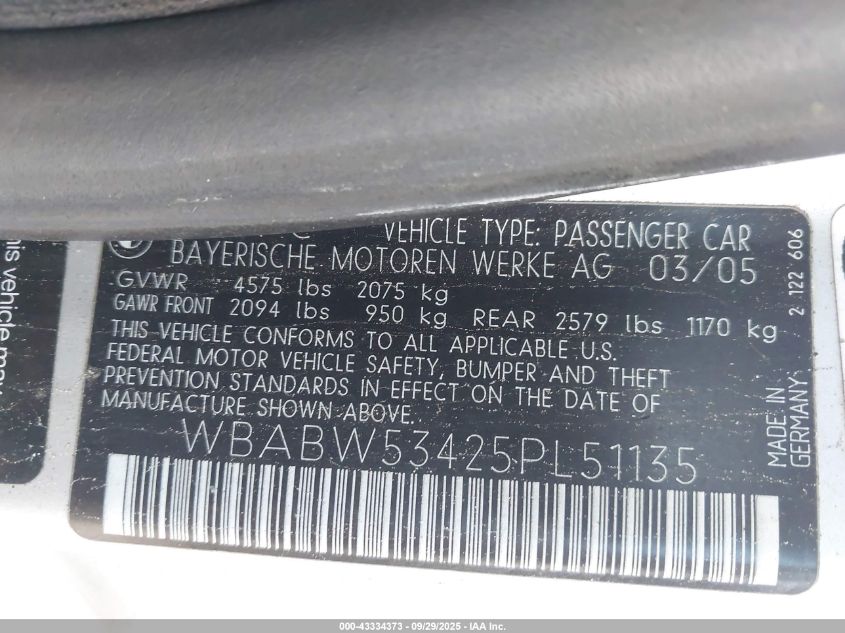 VEHICLE TYPE: PASSENGER CAR
BAYERISCHE MOTOREN WERKE AG 03/05
GVWR 4575 lbs 2075 kg
GAWR FRONT 2094 lbs 950 kg REAR 2579 lbs 1170 kg
THIS VEHICLE CONFORMS TO ALL APPLICABLE U.S.
FEDERAL MOTOR VEHICLE SAFETY, BUMPER AND THEFT
PREVENTION STANDARDS IN EFFECT ON THE DATE OF
MANUFACTURE SHOWN ABOVE.
WBABW53425PL51135
MADE IN
GERMANY
2 122 606
his vehicle may
000-43334373 - 09/29/2025 - IAA Inc.